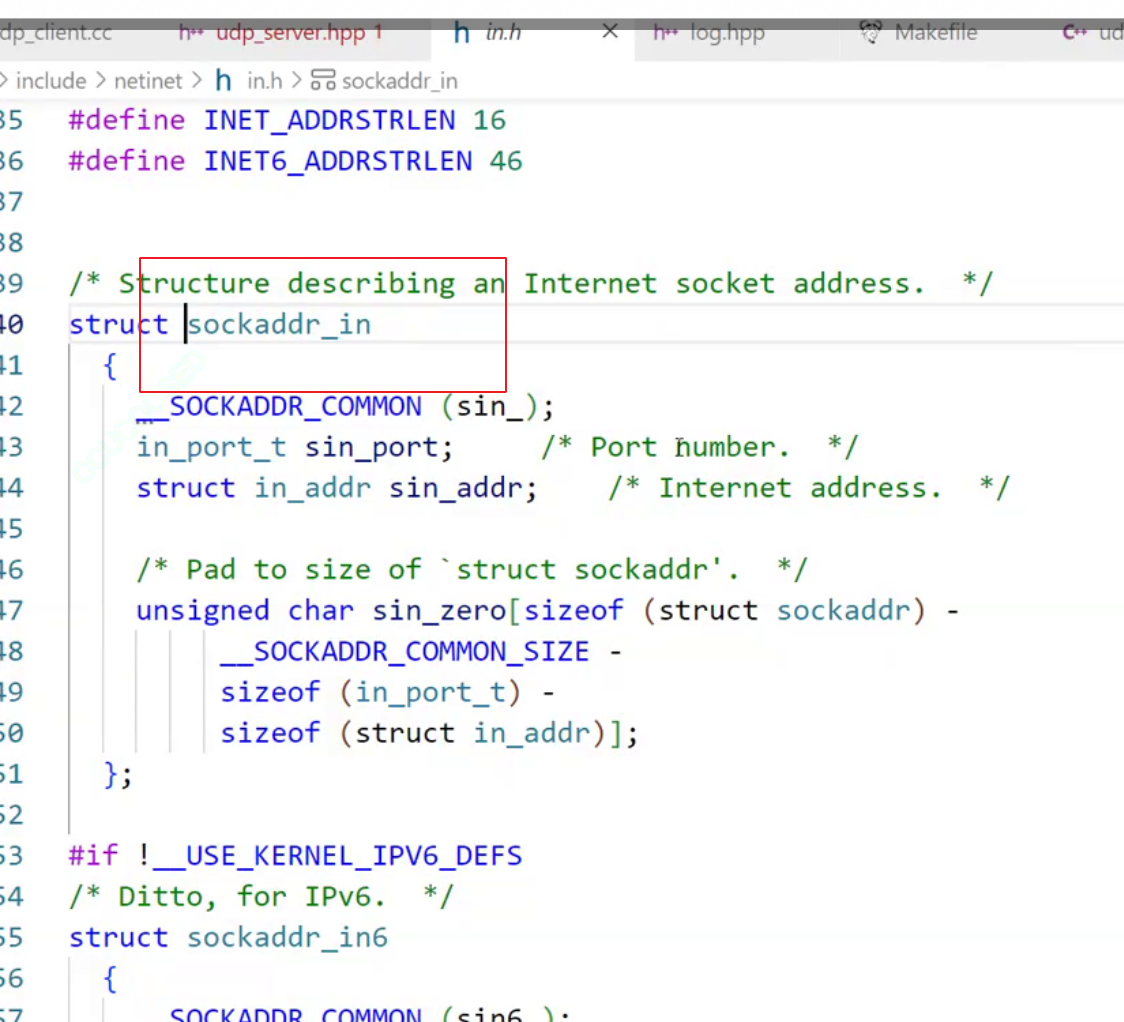 dp_client.cc h++ udp_server.hpp 1 h in.h × h++ log.hpp Makefile C++ ud
> include > netinet > h in.h > sockaddr_in
35 #define INET_ADDRSTRLEN 16
36 #define INET6_ADDRSTRLEN 46
37
38
39 /* Structure describing an Internet socket address.  */
40 struct sockaddr_in
41 {
42 __SOCKADDR_COMMON (sin_);
43 in_port_t sin_port; /* Port number.  */
44 struct in_addr sin_addr; /* Internet address.  */
45
46 /* Pad to size of `struct sockaddr'.  */
47 unsigned char sin_zero[sizeof (struct sockaddr) -
48 __SOCKADDR_COMMON_SIZE -
49 sizeof (in_port_t) -
50 sizeof (struct in_addr)];
51 };
52
53 #if !__USE_KERNEL_IPV6_DEFS
54 /* Ditto, for IPv6.  */
55 struct sockaddr_in6
56 {
57 SOCKADDR_COMMON (sin6_);